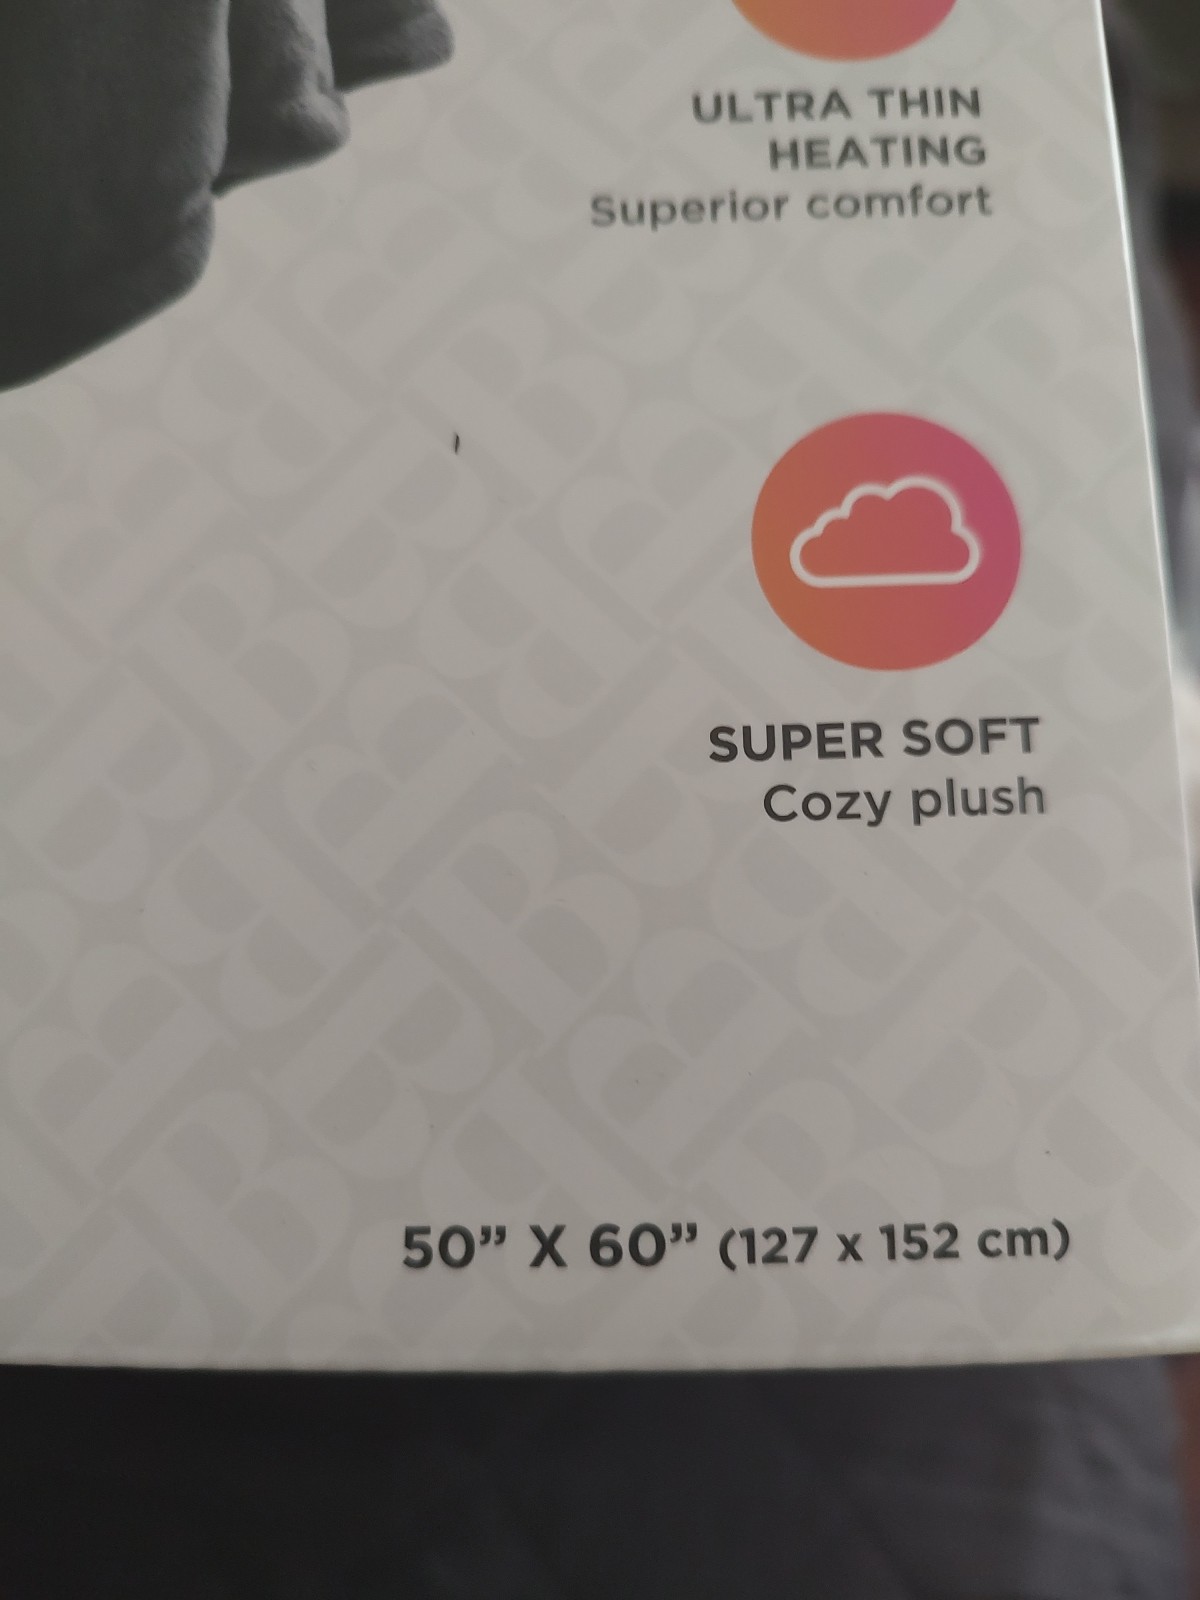 ULTRA THIN
HEATING
Superior comfort
SUPER SOFT
Cozy plush
50” X 60” (127 x 152 cm)